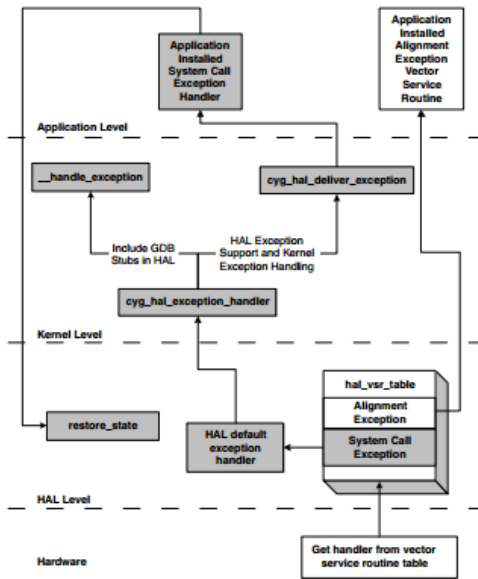 Application
Installed
System Call
Exception
Handler
Application
Installed
Alignment
Exception
Vector
Service
Routine
Application Level
__handle_exception
cyg_hal_deliver_exception
Include GDB
Stubs in HAL
HAL Exception
Support and Kernel
Exception Handling
cyg_hal_exception_handler
Kernel Level
hal_vsr_table
Alignment
Exception
System Call
Exception
restore_state
HAL default
exception
handler
HAL Level
Get handler from vector
service routine table
Hardware